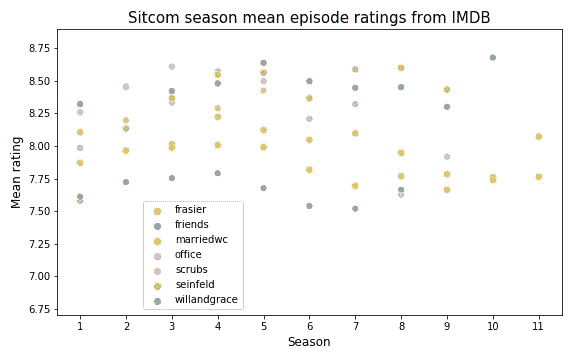 Sitcom season mean episode ratings from IMDB
Mean rating
8.75
8.50
8.25
8.00
7.75
7.50
7.25
7.00
6.75
frasier
friends
marriedwc
office
scrubs
seinfeld
willandgrace
1 2 3 4 5 6 7 8 9 10 11
Season